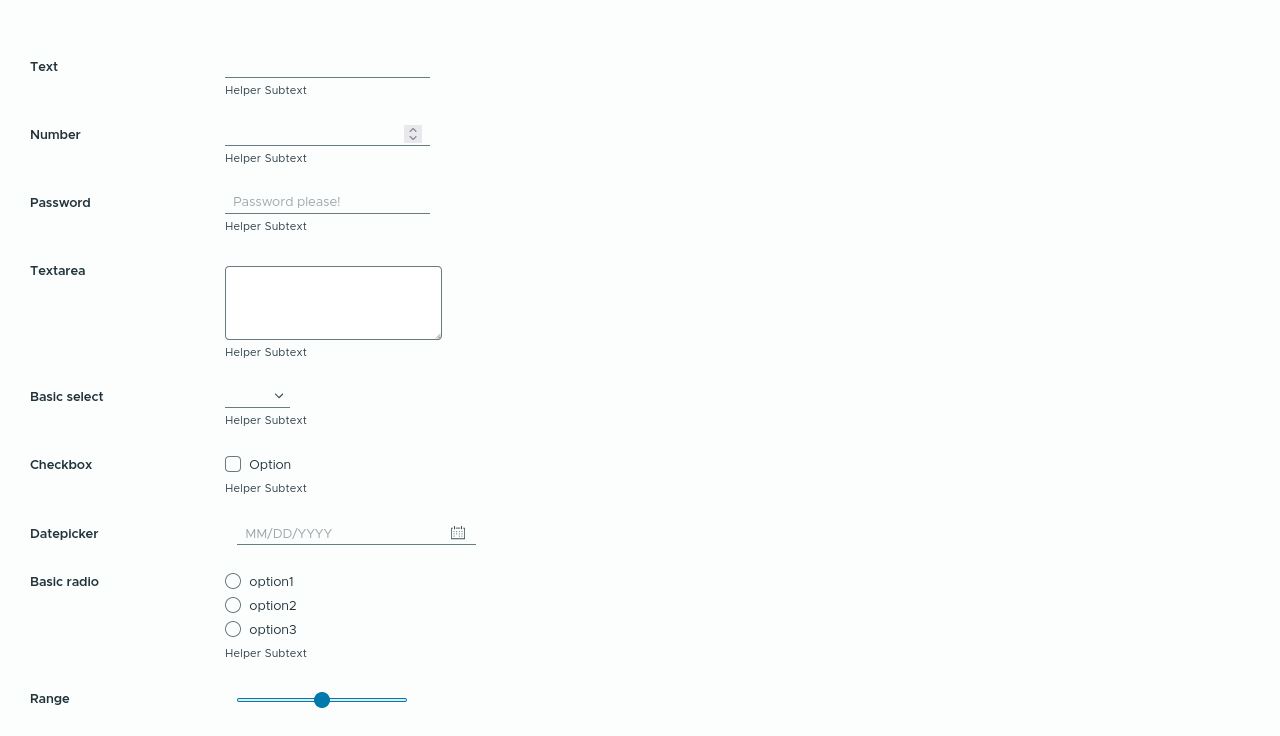 Text
Helper Subtext
Number
Helper Subtext
Password Password please!
Helper Subtext
Textarea
Helper Subtext
Basic select
Helper Subtext
Checkbox Option
Helper Subtext
Datepicker MM/DD/YYYY
Basic radio option1
option2
option3
Helper Subtext
Range